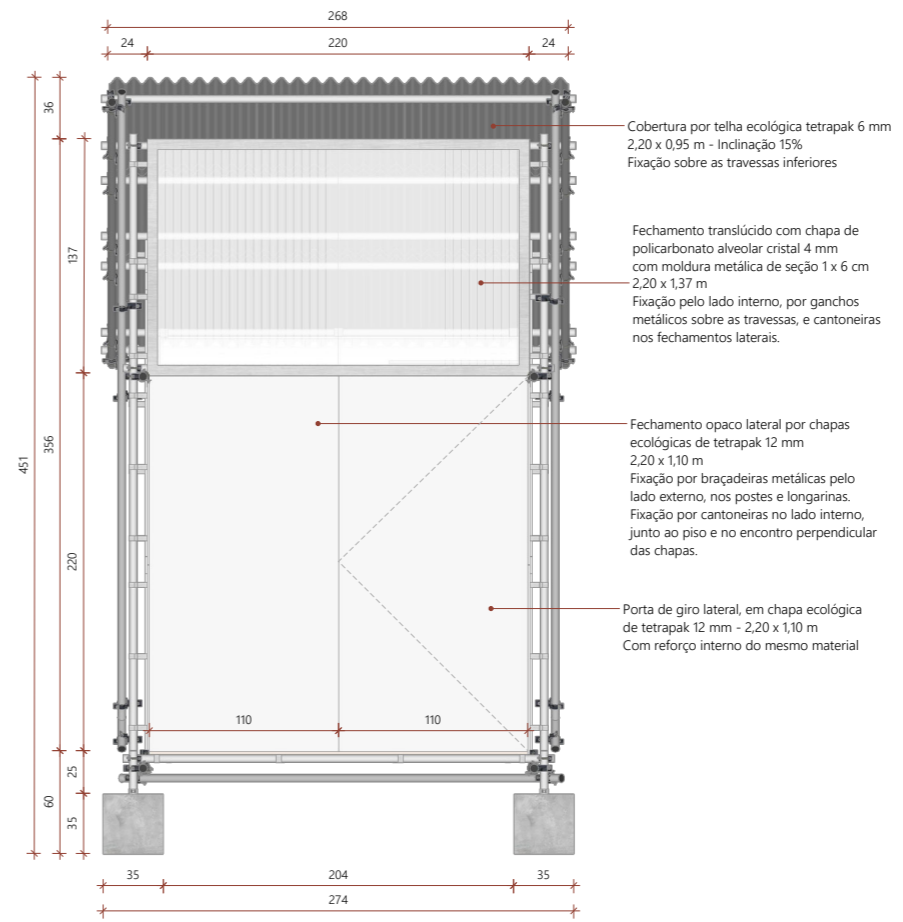 268
24
220
24
36
137
451
356
220
25
60
35
Cobertura por telha ecológica tetrapak 6 mm
2,20 x 0,95 m - Inclinação 15%
Fixação sobre as travessas inferiores
Fechamento translúcido com chapa de
policarbonato alveolar cristal 4 mm
com moldura metálica de seção 1 x 6 cm
2,20 x 1,37 m
Fixação pelo lado interno, por ganchos
metálicos sobre as travessas, e cantoneiras
nos fechamentos laterais.
Fechamento opaco lateral por chapas
ecológicas de tetrapak 12 mm
2,20 x 1,10 m
Fixação por braçadeiras metálicas pelo
lado externo, nos postes e longarinas.
Fixação por cantoneiras no lado interno,
junto ao piso e no encontro perpendicular
das chapas.
Porta de giro lateral, em chapa ecológica
de tetrapak 12 mm - 2,20 x 1,10 m
Com reforço interno do mesmo material
110
110
35
204
35
274